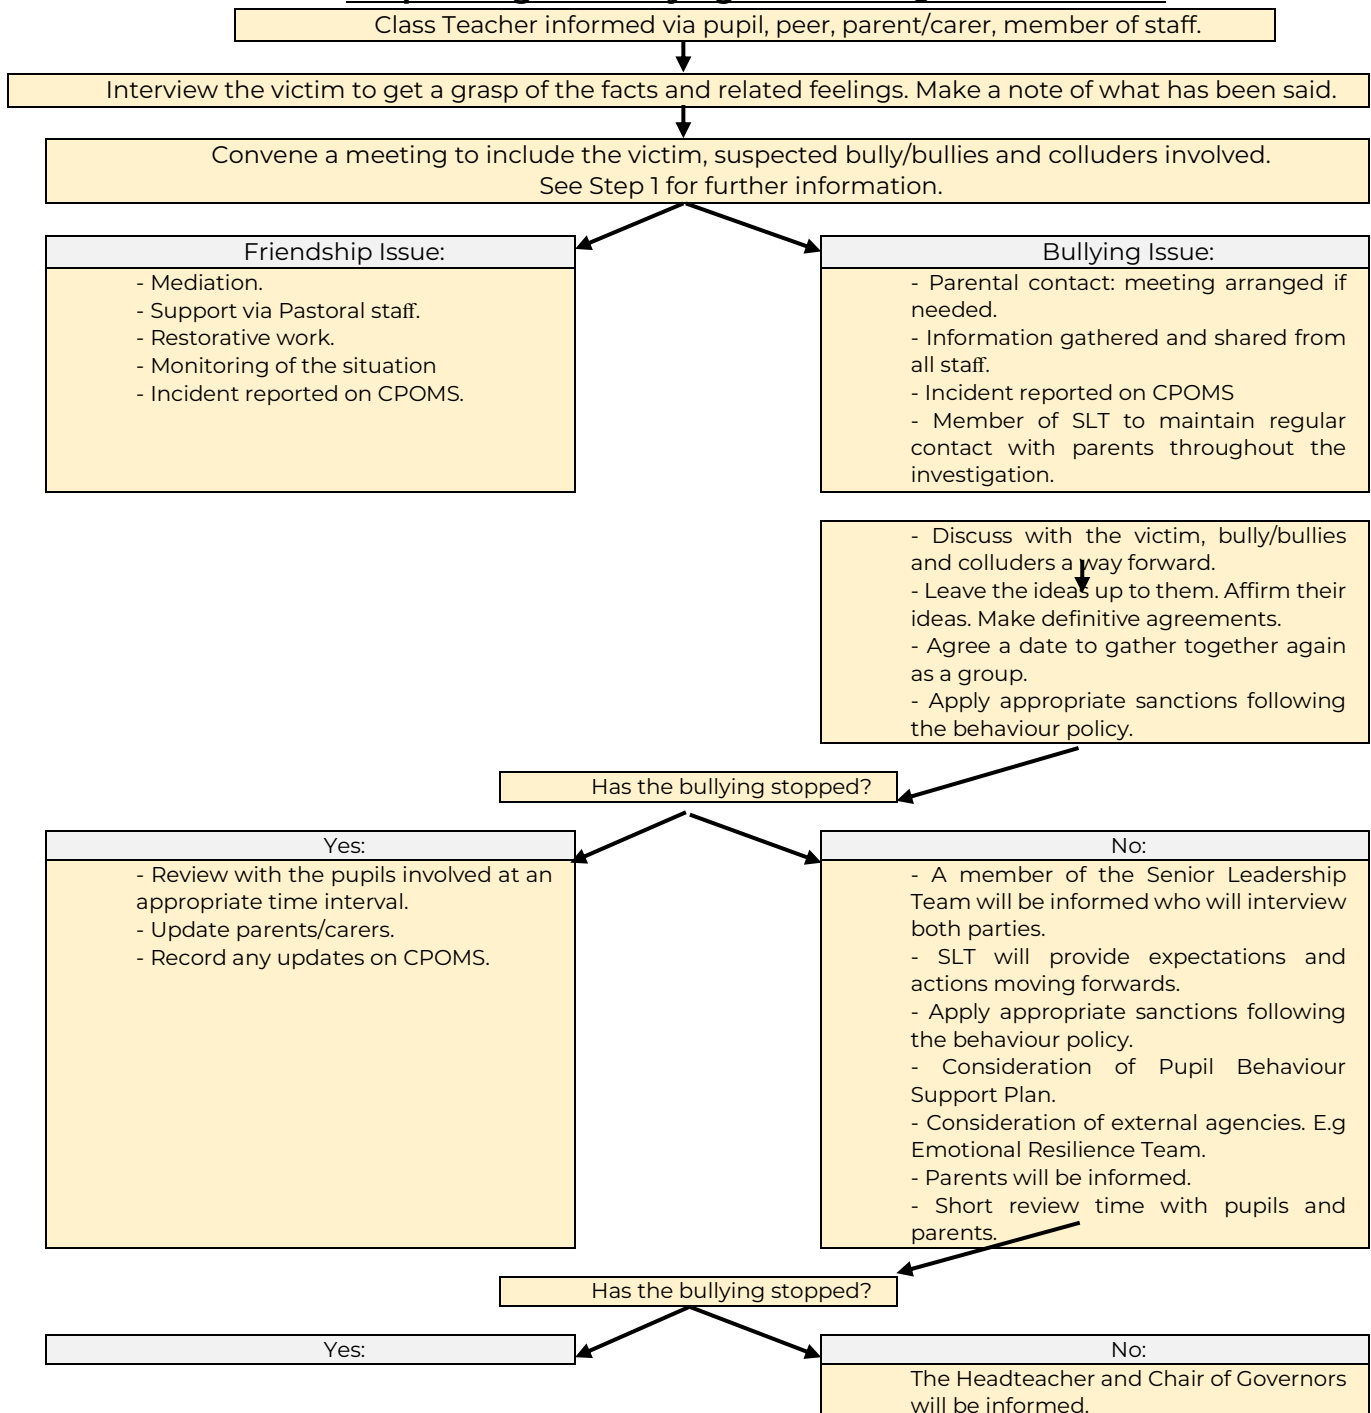 Class Teacher informed via pupil, peer, parent/carer, member of staff.
Interview the victim to get a grasp of the facts and related feelings. Make a note of what has been said.
Convene a meeting to include the victim, suspected bully/bullies and colluders involved.
See Step 1 for further information.
Friendship Issue:
- Mediation.
- Support via Pastoral staff.
- Restorative work.
- Monitoring of the situation
- Incident reported on CPOMS.
Bullying Issue:
- Parental contact: meeting arranged if
needed.
- Information gathered and shared from
all staff.
- Incident reported on CPOMS
- Member of SLT to maintain regular
contact with parents throughout the
investigation.
- Discuss with the victim, bully/bullies
and colluders a way forward.
- Leave the ideas up to them. Affirm their
ideas. Make definitive agreements.
- Agree a date to gather together again
as a group.
- Apply appropriate sanctions following
the behaviour policy.
Has the bullying stopped?
Yes:
- Review with the pupils involved at an
appropriate time interval.
- Update parents/carers.
- Record any updates on CPOMS.
No:
- A member of the Senior Leadership
Team will be informed who will interview
both parties.
- SLT will provide expectations and
actions moving forwards.
- Apply appropriate sanctions following
the behaviour policy.
- Consideration of Pupil Behaviour
Support Plan.
- Consideration of external agencies. E.g
Emotional Resilience Team.
- Parents will be informed.
- Short review time with pupils and
parents.
Has the bullying stopped?
Yes:
No:
The Headteacher and Chair of Governors
will be informed.